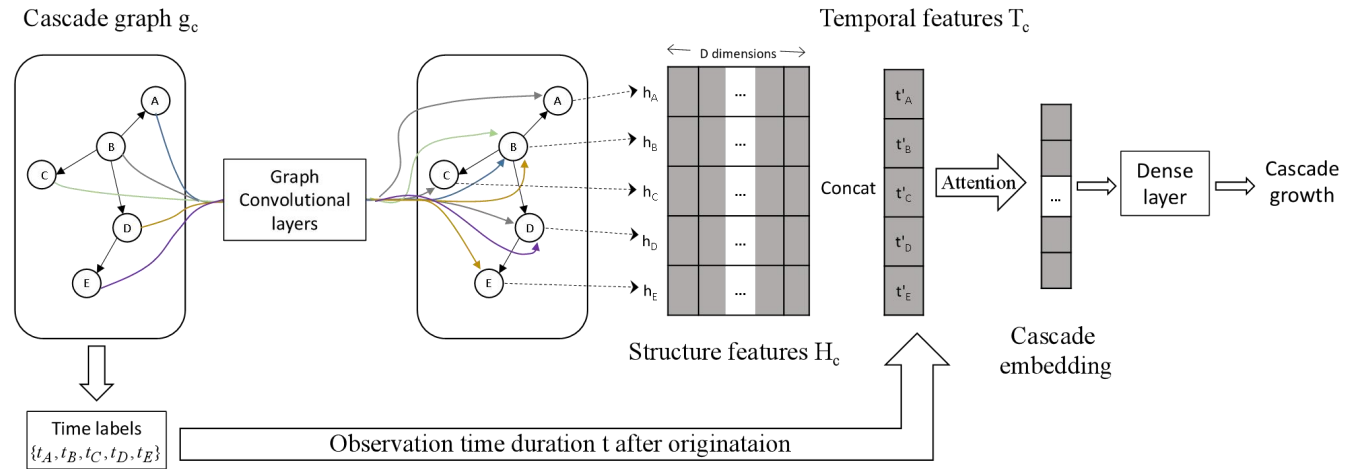 Cascade graph g_c
Temporal features T_c
D dimensions
A
B
C
D
E
Graph
Convolutional
layers
A
B
C
D
E
h_A
h_B
h_C
h_D
h_E
...
...
...
...
...
Structure features H_c
Concat
t'_A
t'_B
t'_C
t'_D
t'_E
Attention
...
Cascade
embedding
Dense
layer
Cascade
growth
Time labels
{t_A, t_B, t_C, t_D, t_E}
Observation time duration t after originataion